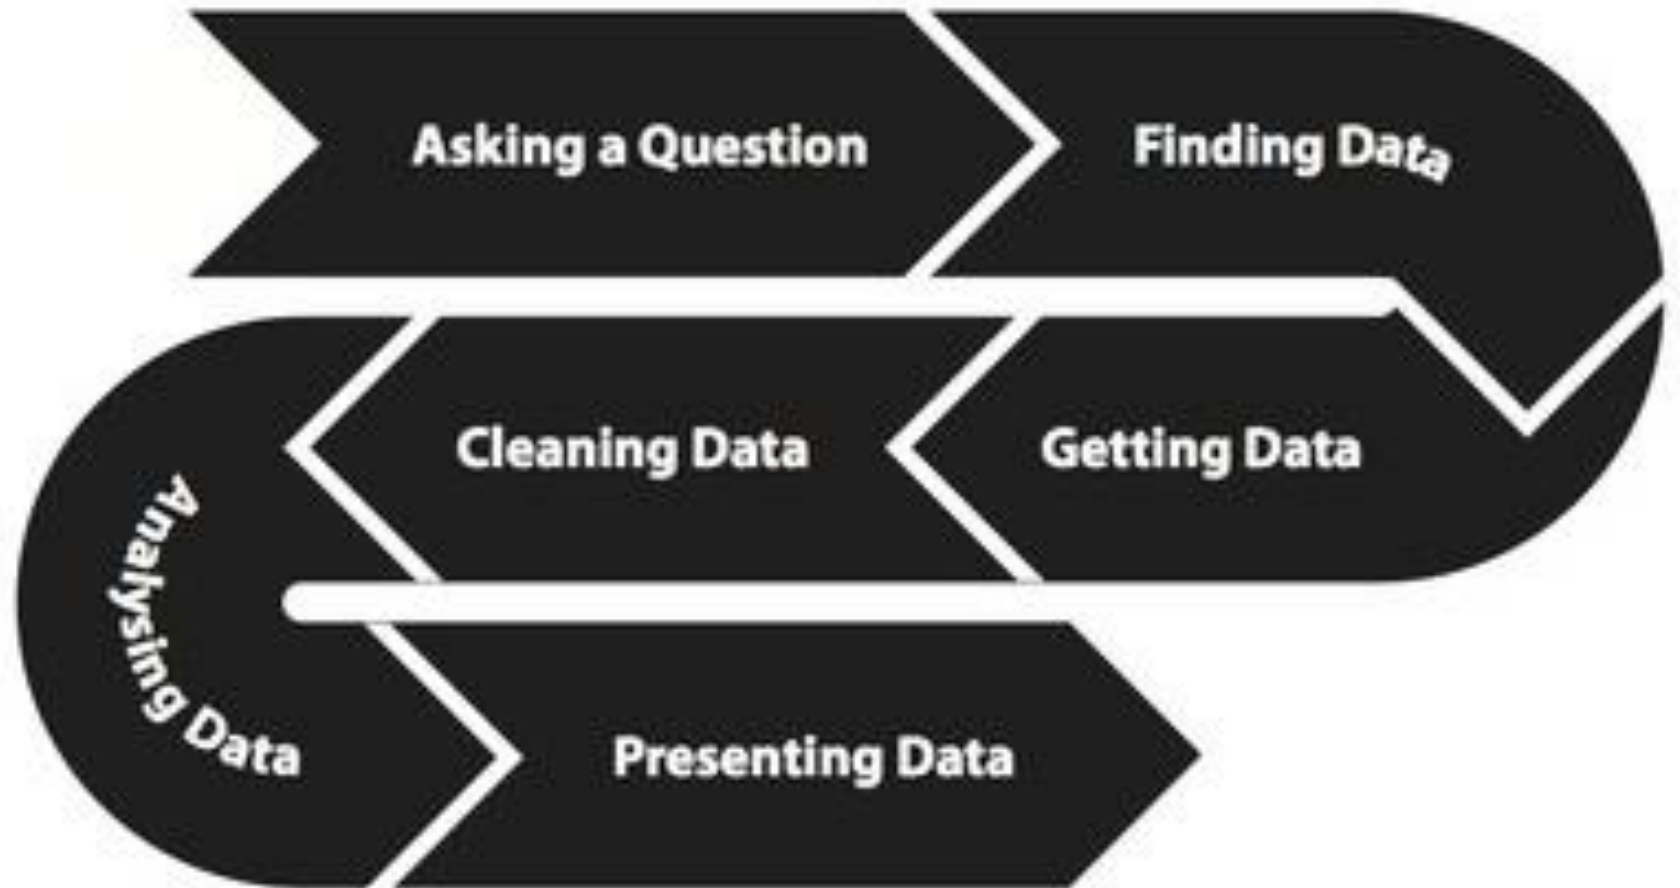 Asking a Question
Finding Data
Getting Data
Cleaning Data
Analysing Data
Presenting Data